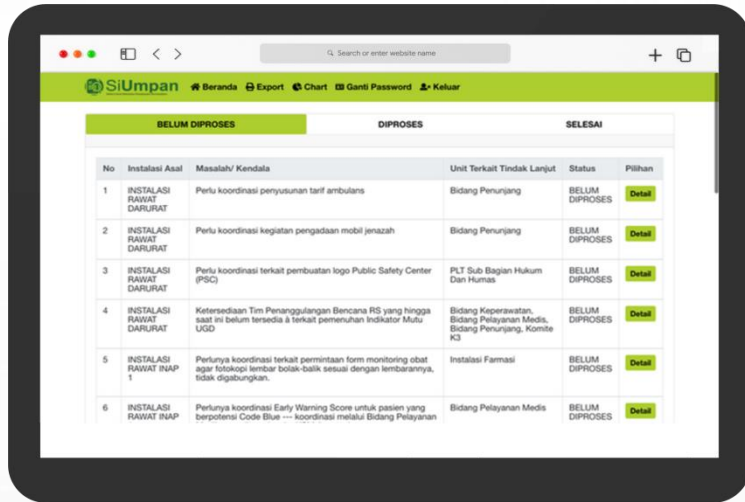 Search or enter website name
SiUmpan Beranda Export Chart Ganti Password Keluar
BELUM DIPROSES DIPROSES SELESAI
No Instalasi Asal Masalah/ Kendala Unit Terkait Tindak Lanjut Status Pilihan
1 INSTALASI Perlu koordinasi penyusunan tarif ambulans Bidang Penunjang BELUM Detail
RAWAT DIPROSES
DARURAT
2 INSTALASI Perlu koordinasi kegiatan pengadaan mobil jenazah Bidang Penunjang BELUM Detail
RAWAT DIPROSES
DARURAT
3 INSTALASI Perlu koordinasi terkait pembuatan logo Public Safety Center PLT Sub Bagian Hukum BELUM Detail
RAWAT (PSC) Dan Humas DIPROSES
DARURAT
4 INSTALASI Ketersediaan Tim Penanggulangan Bencana RS yang hingga Bidang Keperawatan, BELUM Detail
RAWAT saat ini belum tersedia à terkait pemenuhan Indikator Mutu Bidang Pelayanan Medis, DIPROSES
DARURAT UGD Bidang Penunjang, Komite
K3
5 INSTALASI Perlunya koordinasi terkait permintaan form monitoring obat Instalasi Farmasi BELUM Detail
RAWAT INAP agar fotokopi lembar bolak-balik sesuai dengan lembarannya, DIPROSES
1 tidak digabungkan.
6 INSTALASI Perlunya koordinasi Early Warning Score untuk pasien yang Bidang Pelayanan Medis BELUM Detail
RAWAT INAP berpotensi Code Blue --- koordinasi melalui Bidang Pelayanan DIPROSES